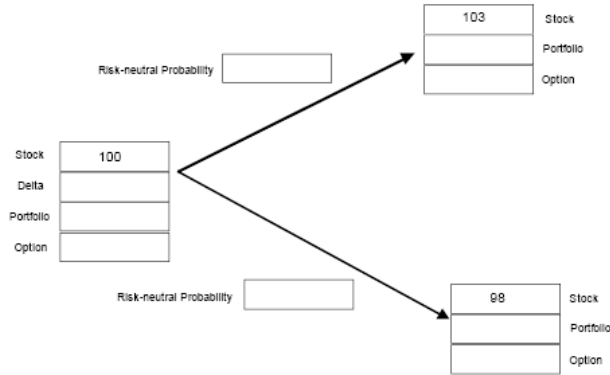 103 Stock
Portfolio
Option
Risk-neutral Probability
Stock 100
Delta
Portfolio
Option
Risk-neutral Probability
98 Stock
Portfolio
Option